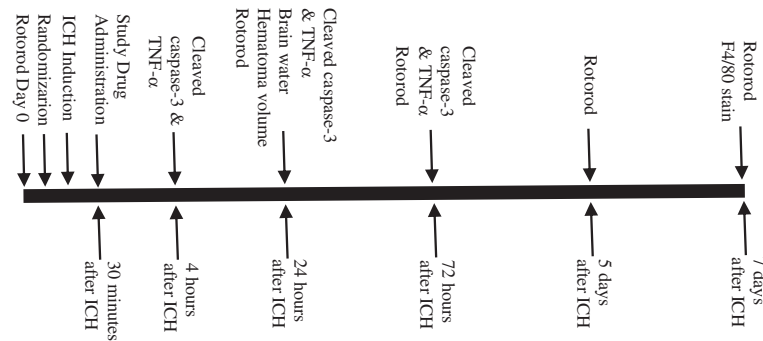 Rotorod Day 0
Randomizarion
ICH Induction
Study Drug
Administration
Cleaved
caspase-3 &
TNF-α
Cleaved caspase-3
& TNF-α
Brain water
Hematoma volume
Rotorod
Cleaved
caspase-3
& TNF-α
Rotorod
Rotorod
Rotorod
F4/80 stain
30 minutes
after ICH
4 hours
after ICH
24 hours
after ICH
72 hours
after ICH
5 days
after ICH
7 days
after ICH